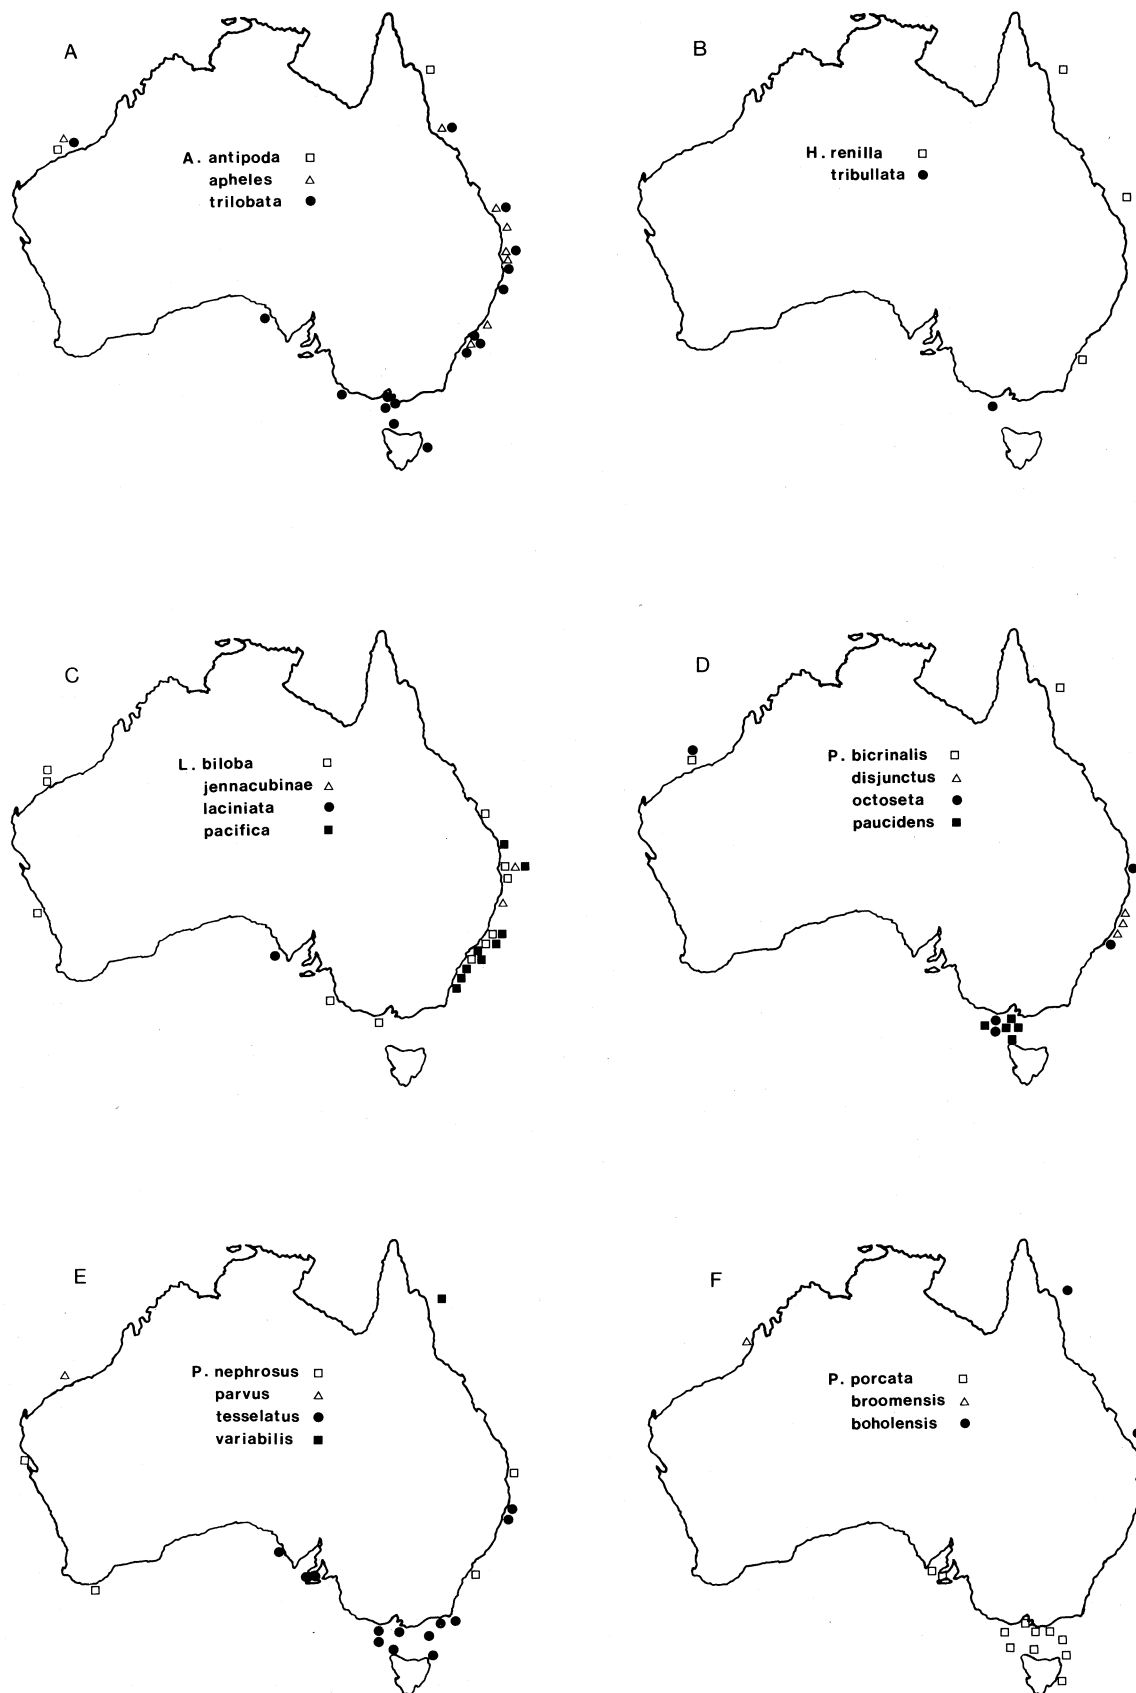 A
A. antipoda
apheles
trilobata
B
H. renilla
tribullata
C
L. biloba
jennacubinae
laciniata
pacifica
D
P. bicrinalis
disjunctus
octoseta
paucidens
E
P. nephrosus
parvus
tesselatus
variabilis
F
P. porcata
broomensis
boholensis